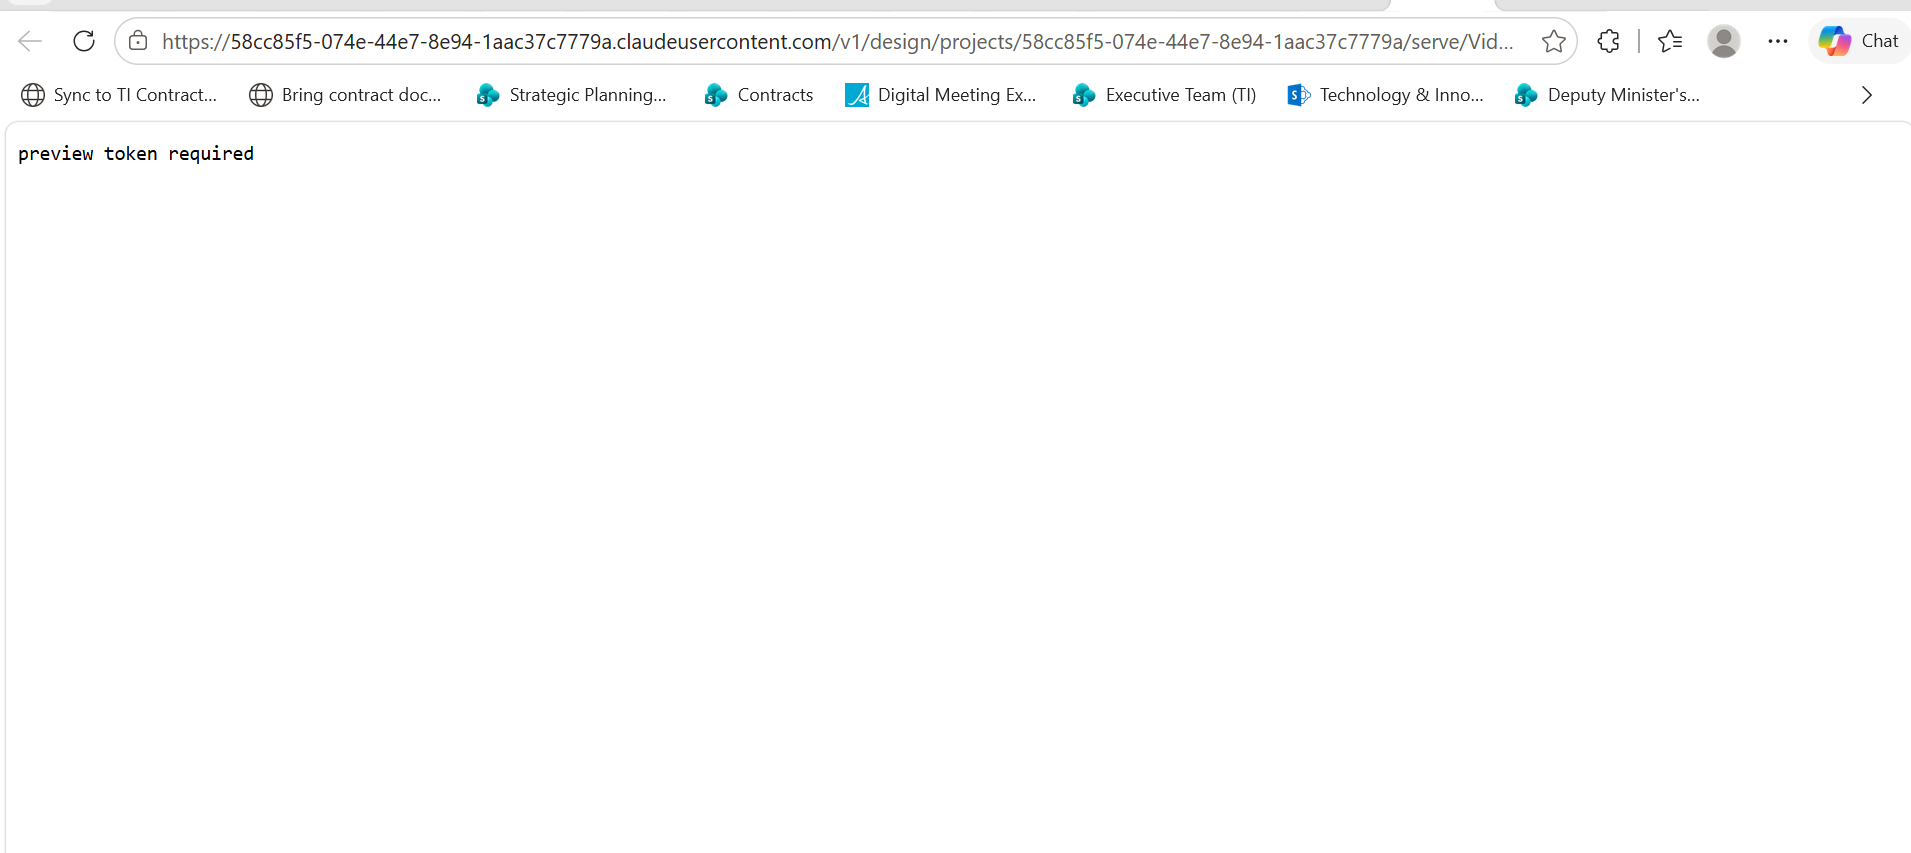 https://58cc85f5-074e-44e7-8e94-1aac37c7779a.claudeusercontent.com/v1/design/projects/58cc85f5-074e-44e7-8e94-1aac37c7779a/serve/Vid...
Chat
Sync to TI Contract... Bring contract doc... Strategic Planning... Contracts Digital Meeting Ex... Executive Team (TI) Technology & Inno... Deputy Minister's...
preview token required